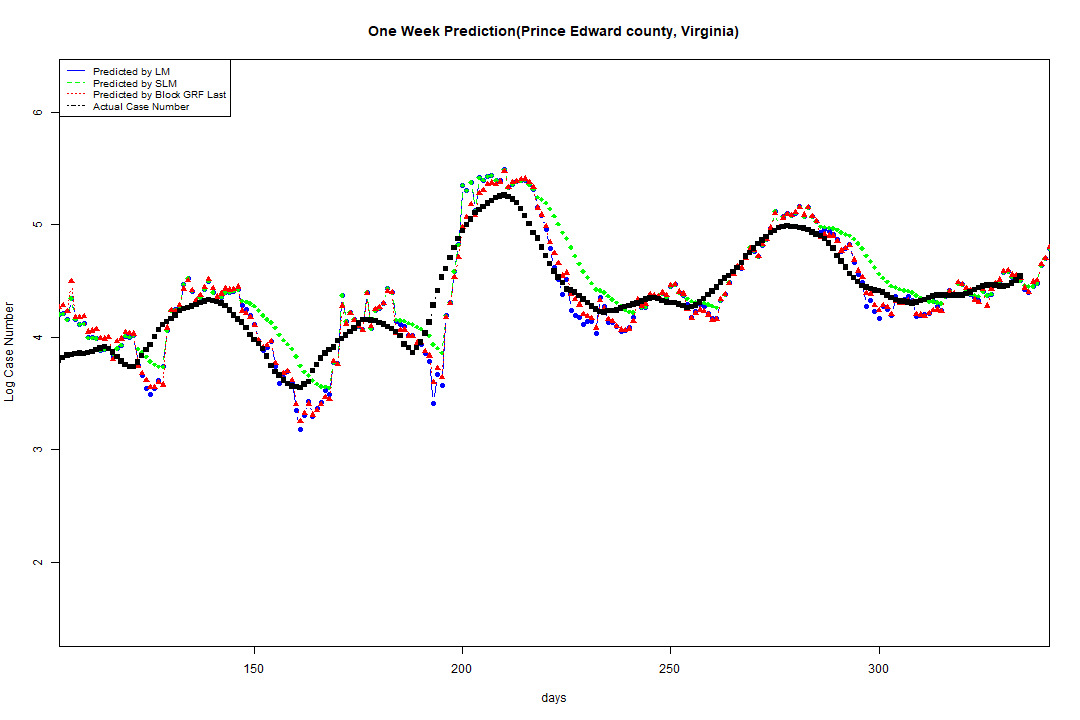 One Week Prediction(Prince Edward county, Virginia)
Predicted by LM
Predicted by SLM
Predicted by Block GRF Last
Actual Case Number
6
5
4
3
2
Log Case Number
150
200
250
300
days